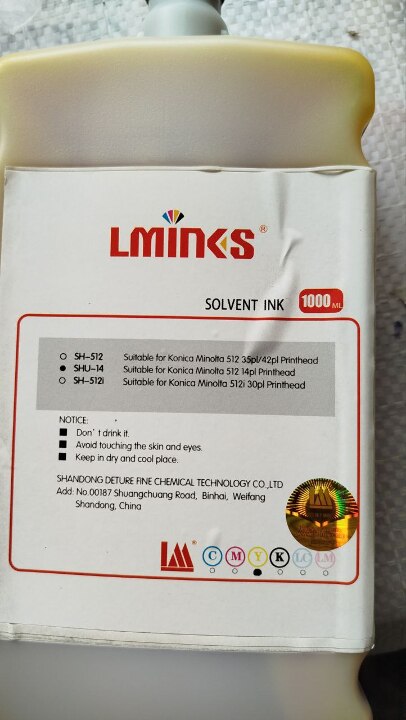 LMINKS®
SOLVENT INK 1000ML
SH-512 Suitable for Konica Minolta 512 35pl/42pl Printhead
SHU-14 Suitable for Konica Minolta 512 14pl Printhead
SH-512i Suitable for Konica Minolta 512i 30pl Printhead
NOTICE:
Don't drink it.
Avoid touching the skin and eyes.
Keep in dry and cool place.
SHANDONG DETURE FINE CHEMICAL TECHNOLOGY CO.,LTD
Add: No.00187 Shuangchuang Road, Binhai, Weifang
Shandong, China
LM® C M Y K LC LM